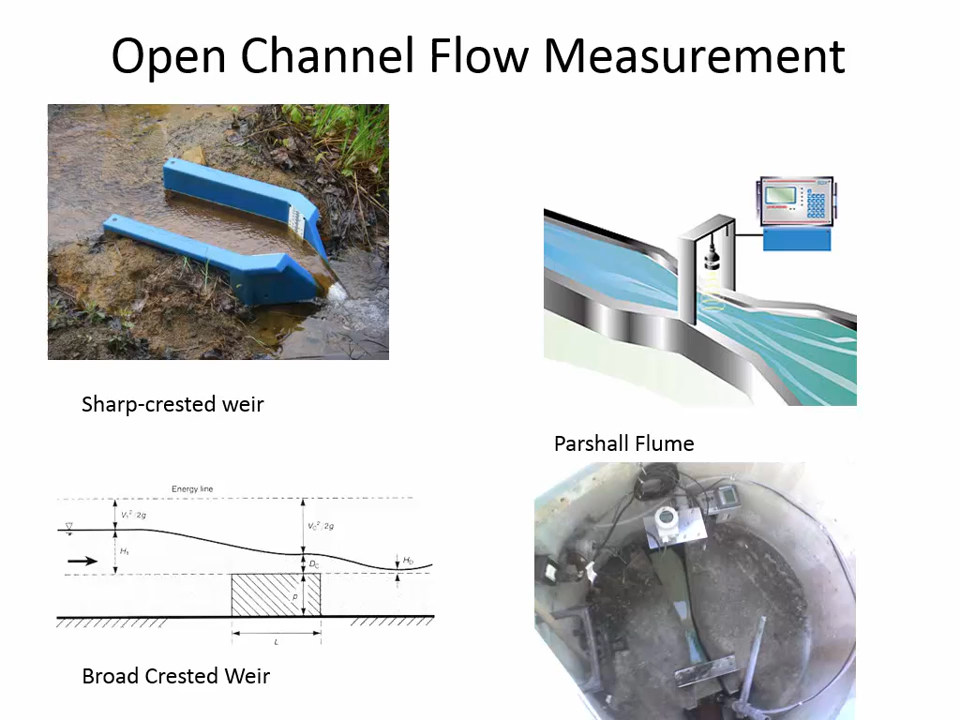 Open Channel Flow Measurement
Sharp-crested weir
Parshall Flume
Energy line
V₁²/2g
V_C²/2g
H₁
D_C
H_D
p
L
Broad Crested Weir